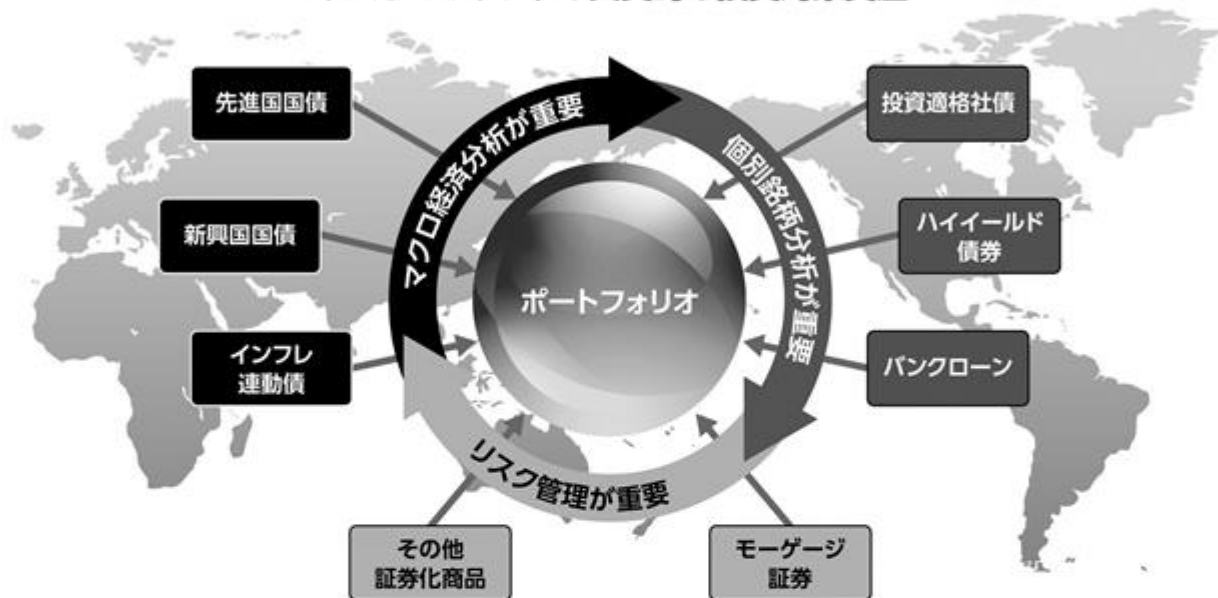 先進国国債
投資適格社債
マクロ経済分析が重要
個別銘柄分析が重要
新興国国債
ハイイールド
債券
ポートフォリオ
インフレ
連動債
バンクローン
リスク管理が重要
その他
証券化商品
モーゲージ
証券